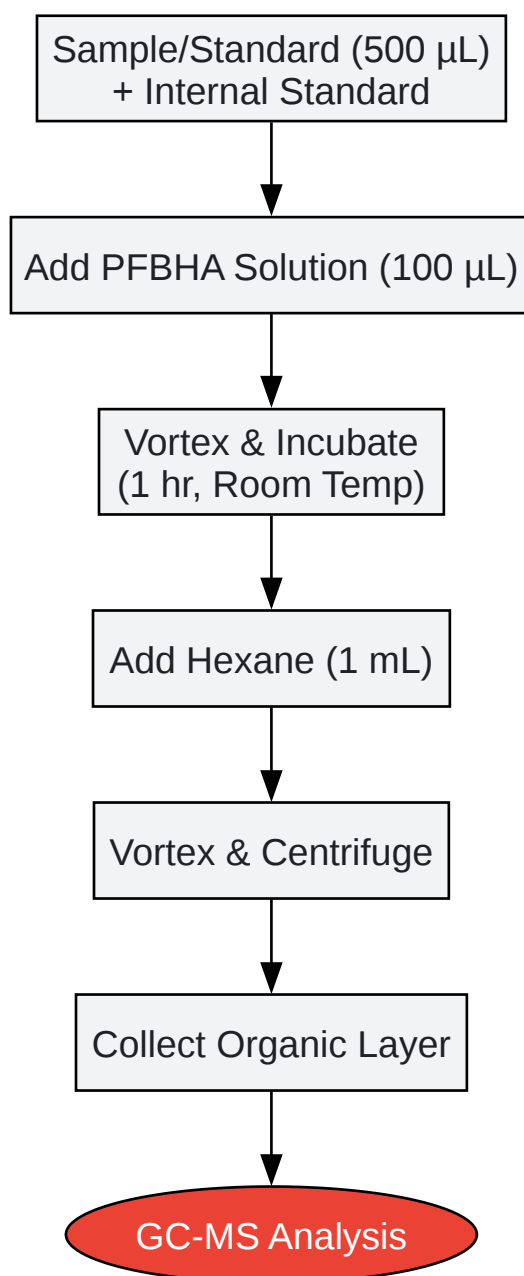 Sample/Standard (500 µL)
+ Internal Standard
Add PFBHA Solution (100 µL)
Vortex & Incubate
(1 hr, Room Temp)
Add Hexane (1 mL)
Vortex & Centrifuge
Collect Organic Layer
GC-MS Analysis